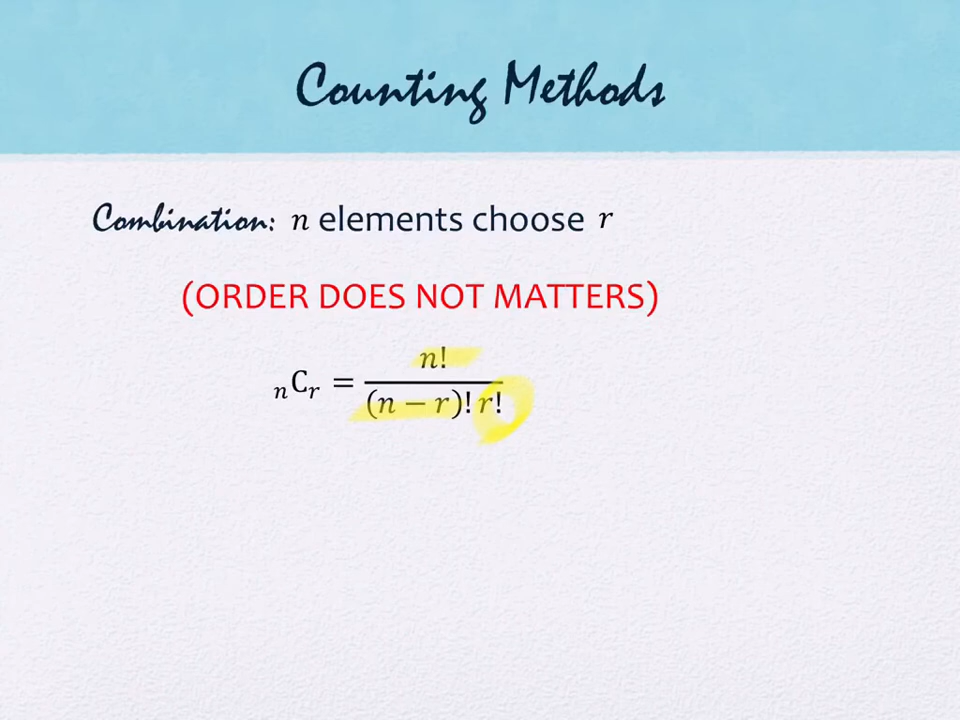 Counting Methods
Combination: n elements choose r
(ORDER DOES NOT MATTERS)
ₙCᵣ = n! / (n − r)! r!